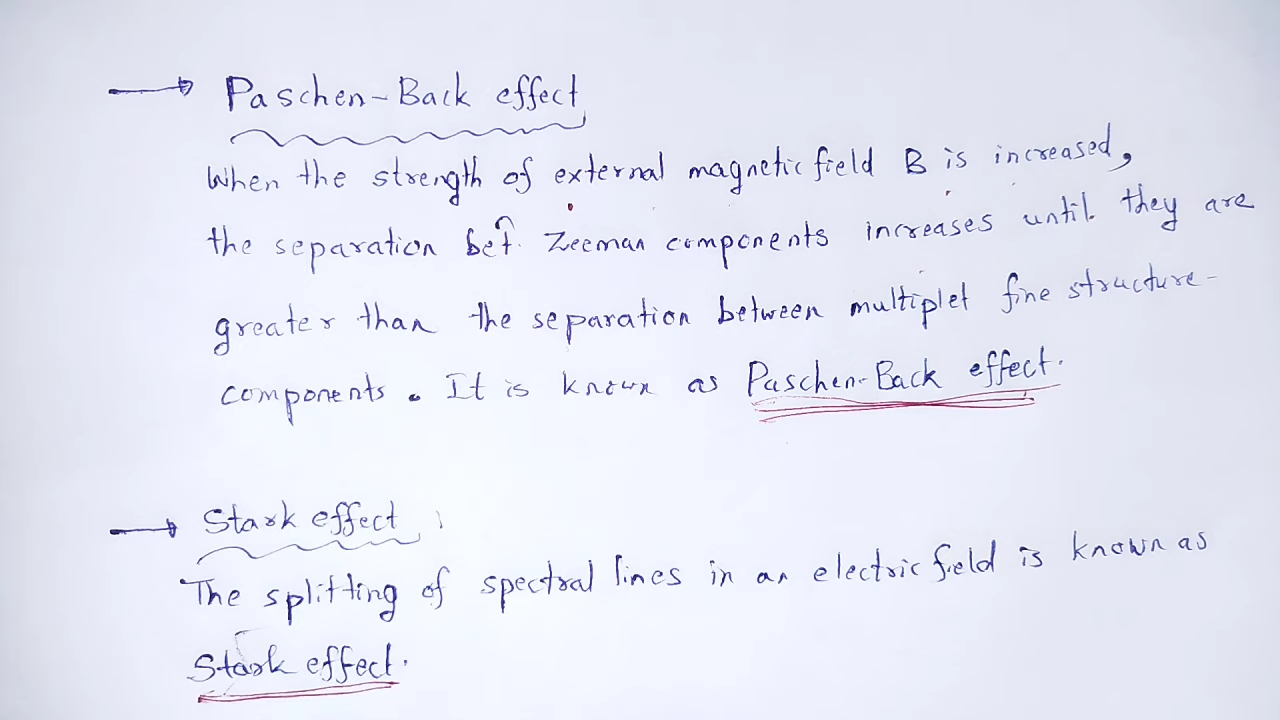 → Paschen-Back effect
When the strength of external magnetic field B is increased,
the separation bet. Zeeman components increases until they are
greater than the separation between multiplet fine structure-
components. It is known as Paschen-Back effect.
→ Stark effect :
The splitting of spectral lines in an electric field is known as
Stark effect.